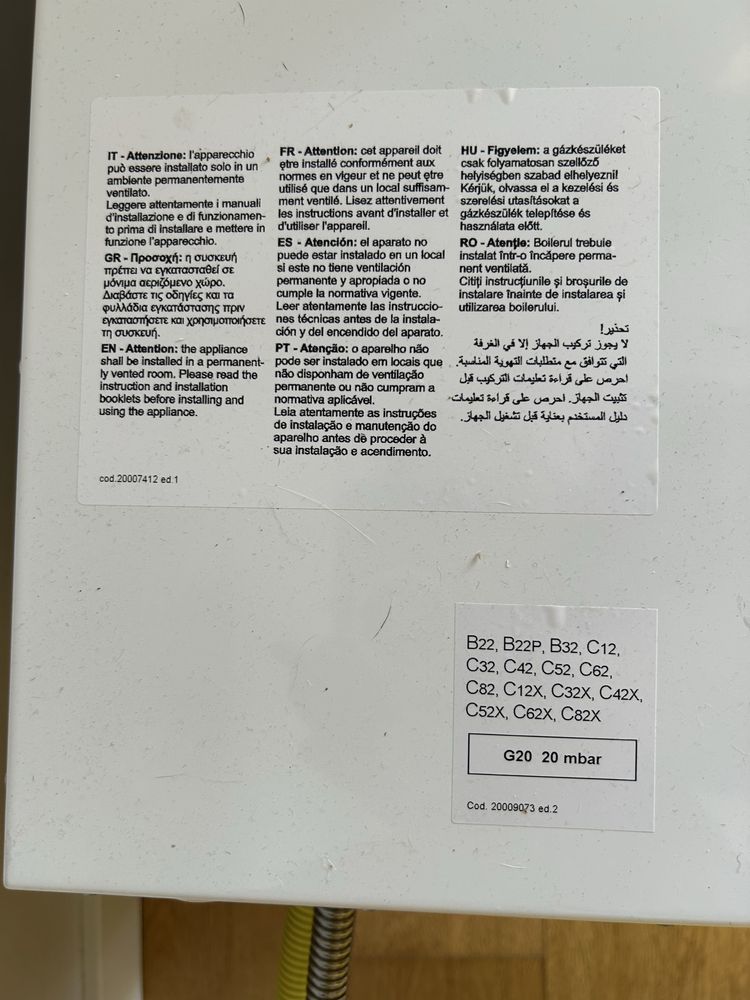 IT - Attenzione: l'apparecchio
può essere installato solo in un
ambiente permanentemente
ventilato.
Leggere attentamente i manuali
d'installazione e di funzionamen-
to prima di installare e mettere in
funzione l'apparecchio.
GR - Προσοχή: η συσκευή
πρέπει να εγκατασταθεί σε
μόνιμα αεριζόμενο χώρο.
Διαβάστε τις οδηγίες και τα
φυλλάδια εγκατάστασης πριν
εγκαταστήσετε και χρησιμοποιήσετε
τη συσκευή.
EN - Attention: the appliance
shall be installed in a permanent-
ly vented room. Please read the
instruction and installation
booklets before installing and
using the appliance.
cod.20007412 ed.1
FR - Attention: cet appareil doit
être installé conformément aux
normes en vigeur et ne peut être
utilisé que dans un local suffisam-
ment ventilé. Lisez attentivement
les instructions avant d'installer et
d'utiliser l'appareil.
ES - Atención: el aparato no
puede estar instalado en un local
si este no tiene ventilación
permanente y apropiada o no
cumple la normativa vigente.
Leer atentamente las instruccio-
nes técnicas antes de la instala-
ción y del encendido del aparato.
PT - Atenção: o aparelho não
pode ser instalado em locais que
não disponham de ventilação
permanente ou não cumpram a
normativa aplicável.
Leia atentamente as instruções
de instalação e manutenção do
aparelho antes de proceder à
sua instalação e acendimento.
HU - Figyelem: a gázkészüléket
csak folyamatosan szellőző
helyiségben szabad elhelyezni!
Kérjük, olvassa el a kezelési és
szerelési utasításokat a
gázkészülék telepítése és
használata előtt.
RO - Atenţie: Boilerul trebuie
instalat într-o încăpere perma-
nent ventilată.
Citiţi instrucţiunile şi broşurile de
instalare înainte de instalarea şi
utilizarea boilerului.
تحذير!
لا يجوز تركيب الجهاز إلا في الغرفة
التي تتوافق مع متطلبات التهوية المناسبة.
احرص على قراءة تعليمات التركيب قبل
تثبيت الجهاز. احرص على قراءة تعليمات
دليل المستخدم بعناية قبل تشغيل الجهاز.
B22, B22P, B32, C12,
C32, C42, C52, C62,
C82, C12X, C32X, C42X,
C52X, C62X, C82X
G20 20 mbar
Cod. 20009073 ed.2